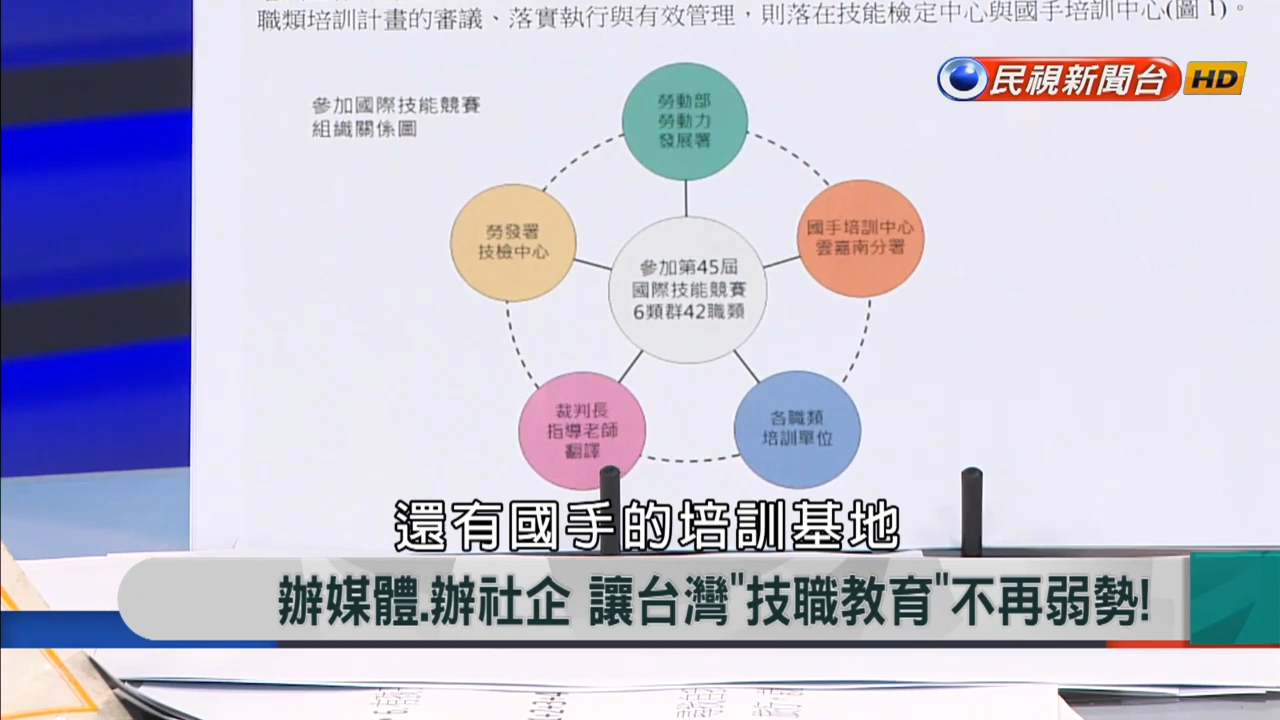 職類培訓計畫的審議、落實執行與有效管理，則落在技能檢定中心與國手培訓中心(圖 1)。
民視新聞台 HD
參加國際技能競賽
組織關係圖
勞動部
勞動力
發展署
勞發署
技檢中心
國手培訓中心
雲嘉南分署
參加第45屆
國際技能競賽
6類群42職類
裁判長
指導老師
翻譯
各職類
培訓單位
還有國手的培訓基地
辦媒體.辦社企 讓台灣"技職教育"不再弱勢!